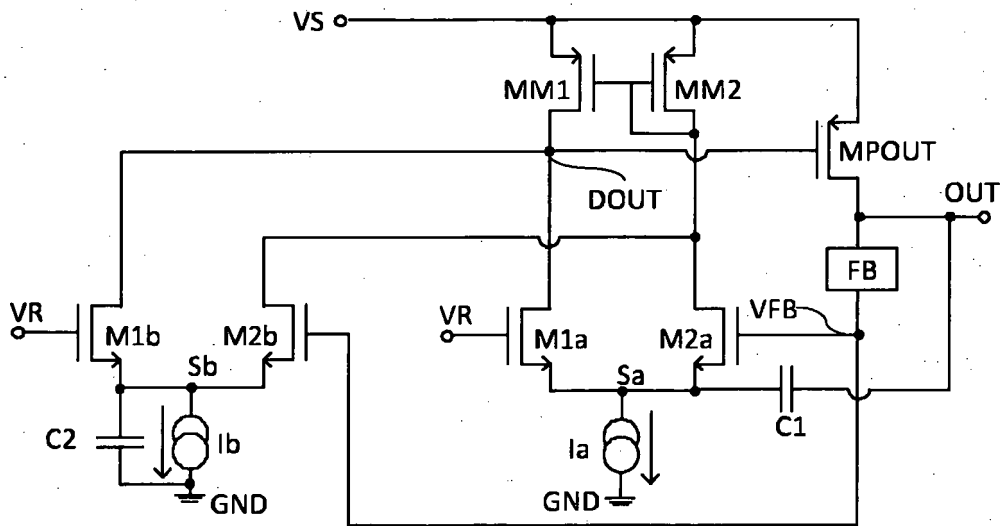 VS
MM1
MM2
MPOUT
DOUT
OUT
FB
VR
M1b
M2b
VR
M1a
M2a
VFB
Sb
Sa
C2
Ib
C1
Ia
GND
GND